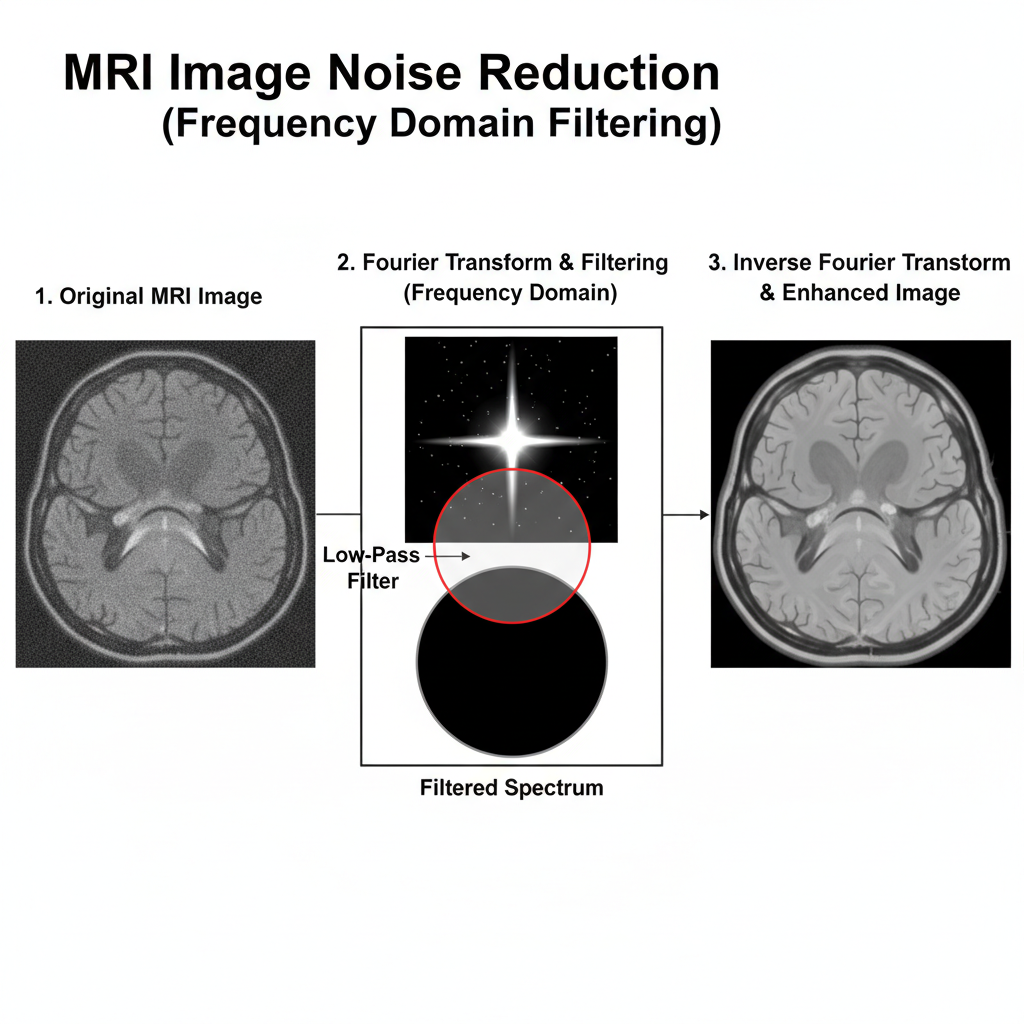 MRI Image Noise Reduction
(Frequency Domain Filtering)
1. Original MRI Image
2. Fourier Transform & Filtering
(Frequency Domain)
Low-Pass
Filter
Filtered Spectrum
3. Inverse Fourier Transtorm
& Enhanced Image